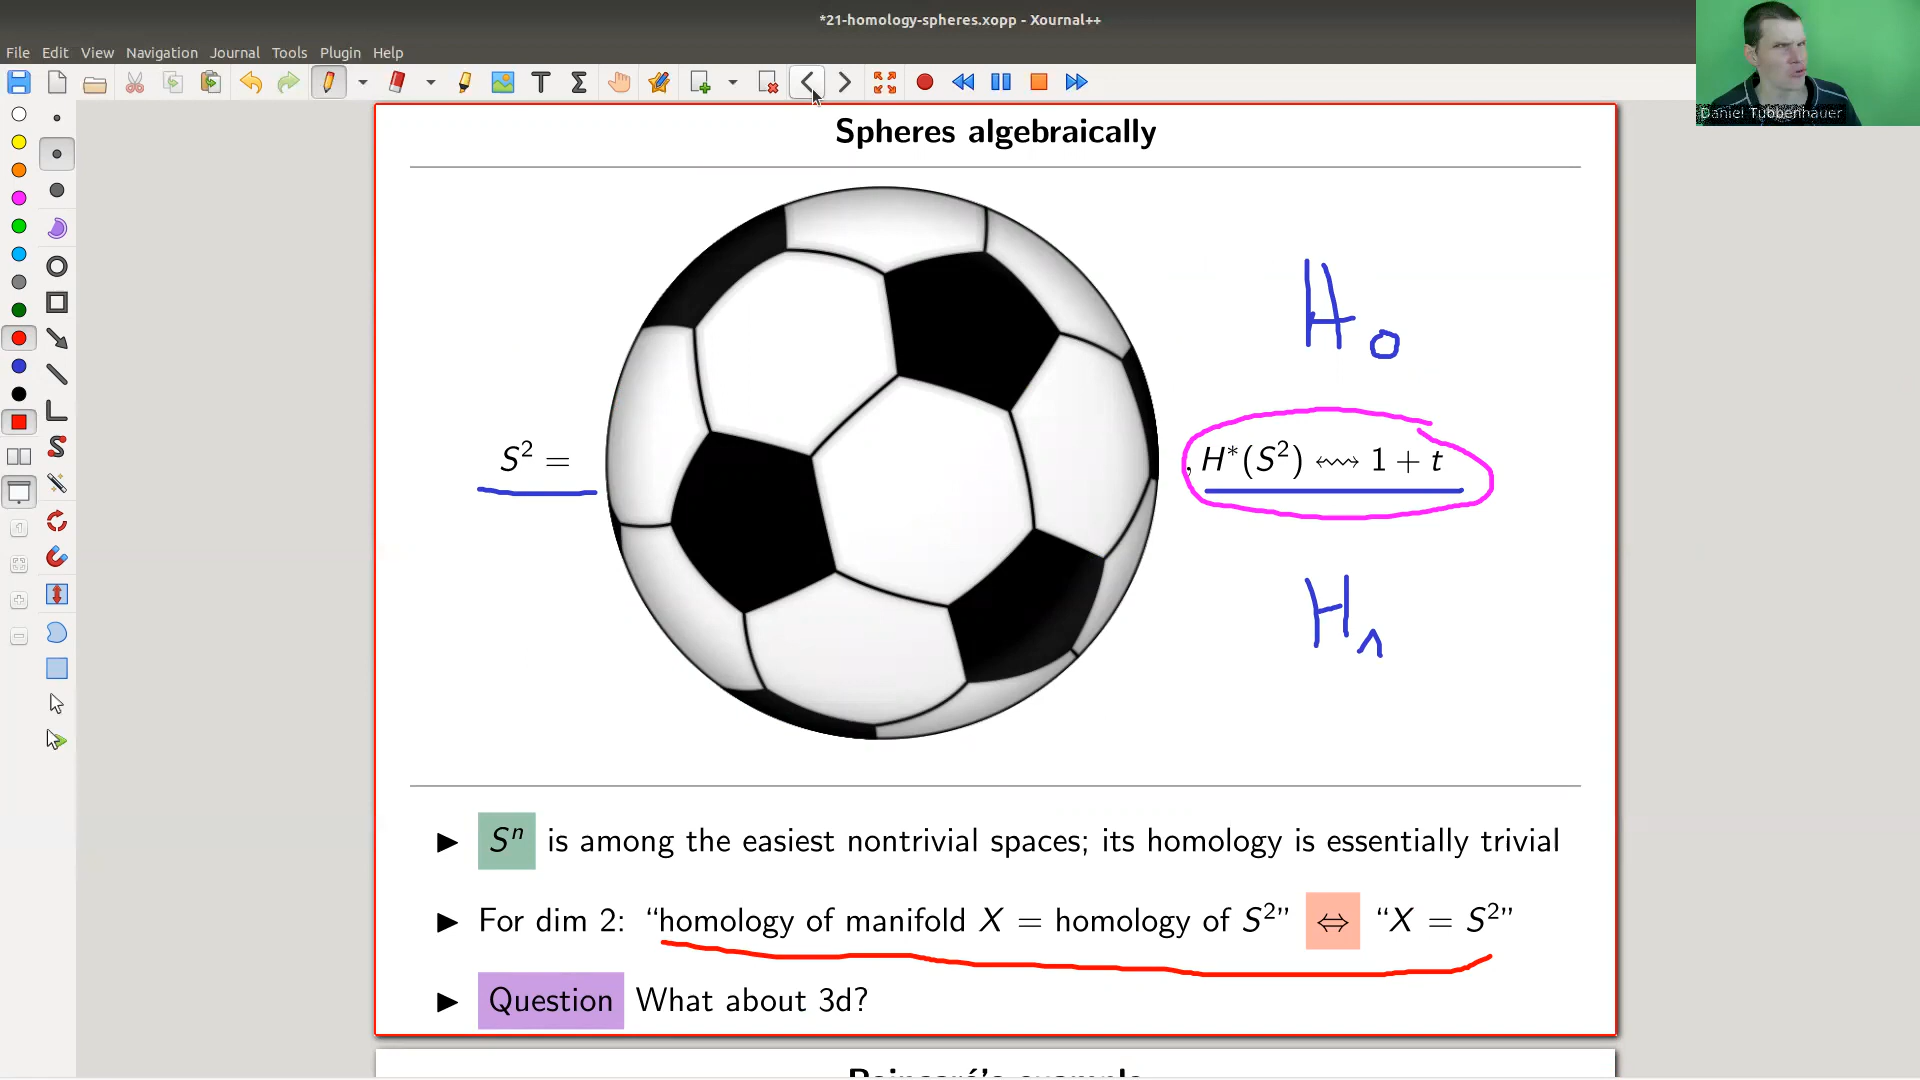 *21-homology-spheres.xopp - Xournal++
File Edit View Navigation Journal Tools Plugin Help
Daniel Tubbenhauer
Spheres algebraically
H₀
S² =
, H*(S²) ↭ 1 + t
H₁
▶ Sⁿ is among the easiest nontrivial spaces; its homology is essentially trivial
▶ For dim 2: “homology of manifold X = homology of S²” ⇔ “X = S²”
▶ Question What about 3d?
Poincaré's example